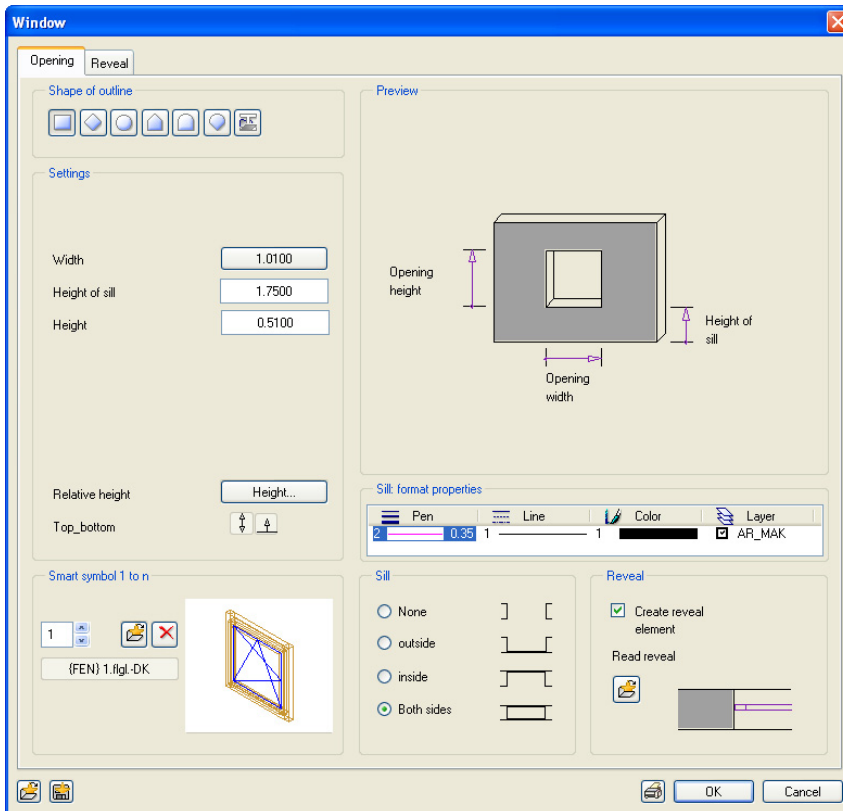 Window
Opening
Reveal
Shape of outline
Settings
Width
1.0100
Height of sill
1.7500
Height
0.5100
Relative height
Height...
Top_bottom
Smart symbol 1 to n
1
{FEN} 1.flgl.-DK
Preview
Opening
height
Height of
sill
Opening
width
Sill: format properties
Pen Line Color Layer
2 0.35 1 1 AR_MAK
Sill
None
outside
inside
Both sides
Reveal
Create reveal
element
Read reveal
OK
Cancel